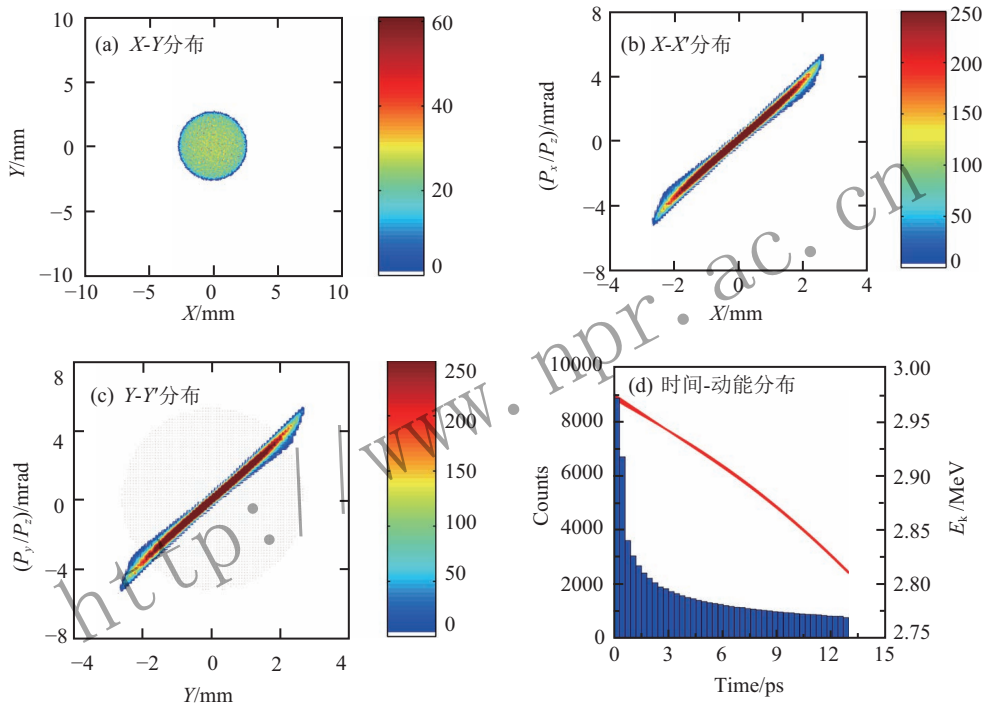 (a) X-Y分布
10
5
0
−5
−10
Y/mm
−10 −5 0 5 10
X/mm
60
40
20
0
(b) X-X′分布
8
4
0
−4
−8
(Px/Pz)/mrad
−4 −2 0 2 4
X/mm
250
200
150
100
50
0
(c) Y-Y′分布
8
4
0
−4
−8
(Py/Pz)/mrad
−4 −2 0 2 4
Y/mm
250
200
150
100
50
0
(d) 时间-动能分布
10000
8000
6000
4000
2000
0
Counts
0 3 6 9 12 15
Time/ps
3.00
2.95
2.90
2.85
2.80
2.75
Ek/MeV
http://www.npr.ac.cn